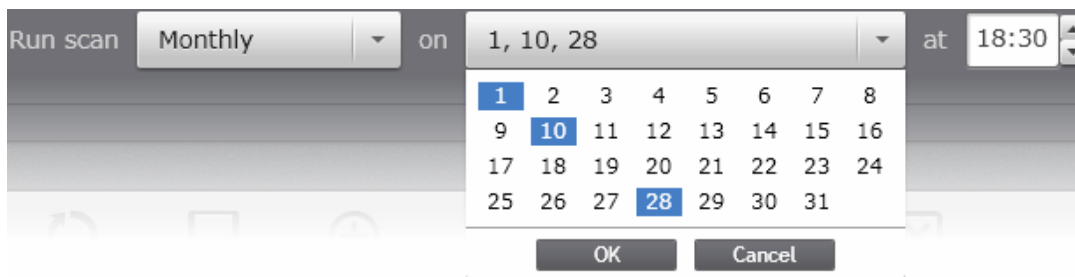 Run scan Monthly on 1, 10, 28 at 18:30
1 2 3 4 5 6 7 8
9 10 11 12 13 14 15 16
17 18 19 20 21 22 23 24
25 26 27 28 29 30 31
OK Cancel